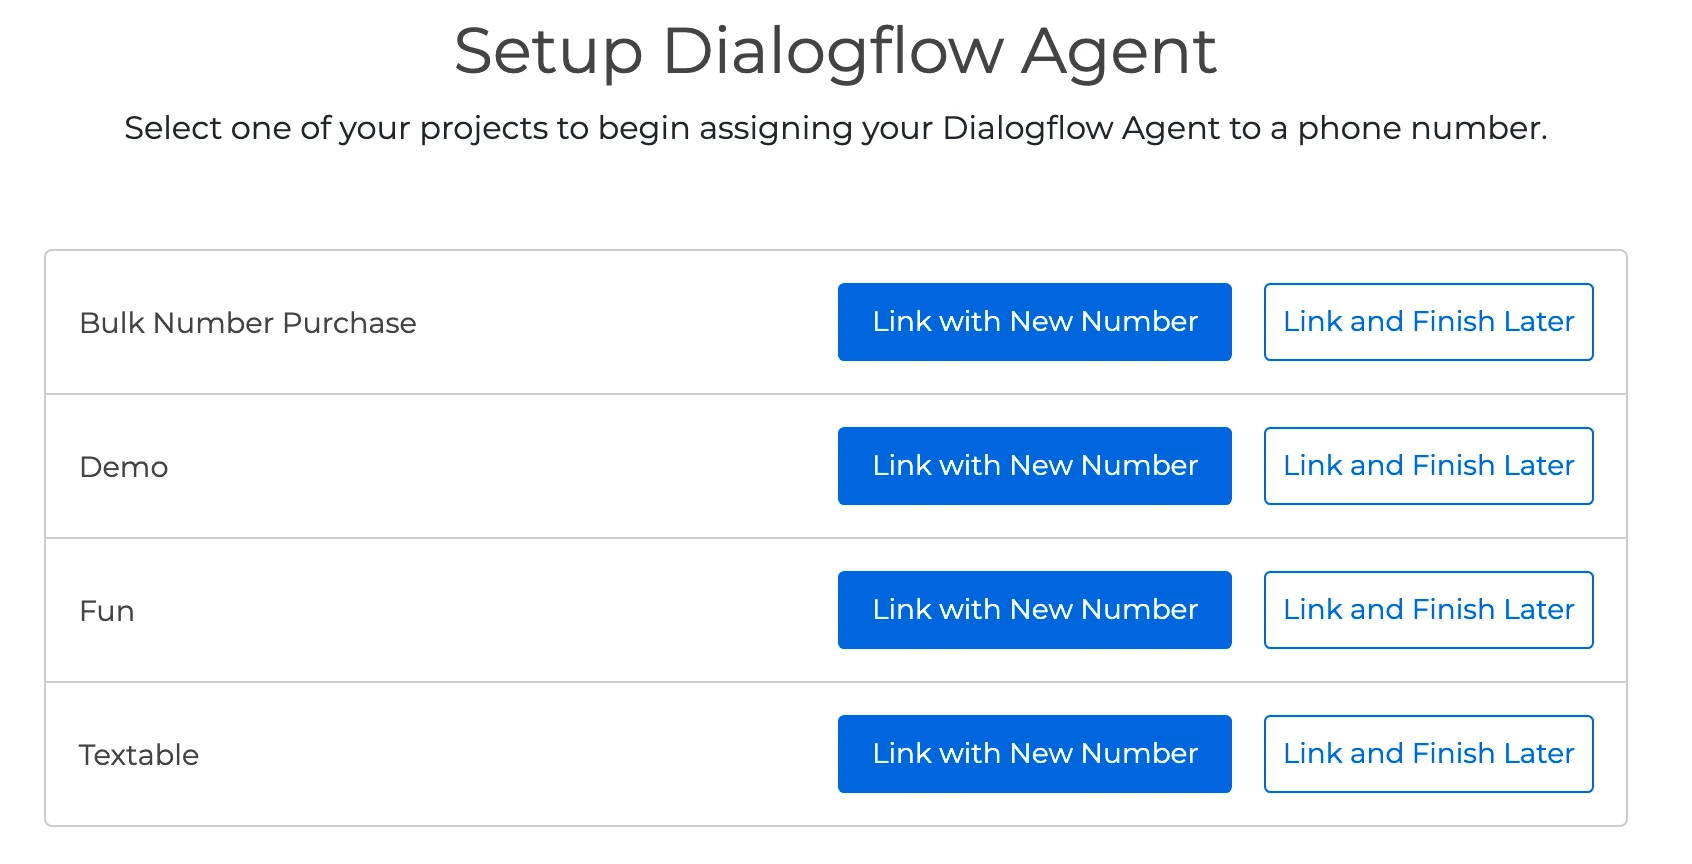 Setup Dialogflow Agent
Select one of your projects to begin assigning your Dialogflow Agent to a phone number.
Bulk Number Purchase
Link with New Number
Link and Finish Later
Demo
Link with New Number
Link and Finish Later
Fun
Link with New Number
Link and Finish Later
Textable
Link with New Number
Link and Finish Later